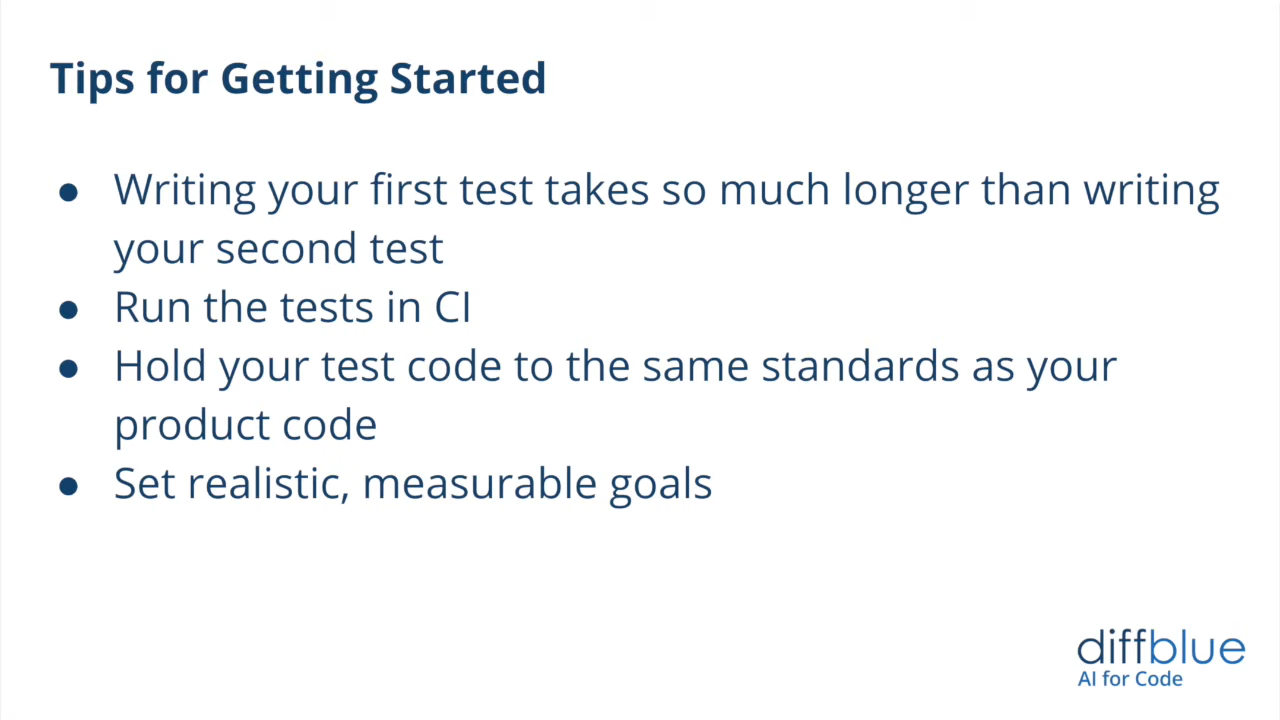 Tips for Getting Started
● Writing your first test takes so much longer than writing
your second test
● Run the tests in CI
● Hold your test code to the same standards as your
product code
● Set realistic, measurable goals
diffblue
AI for Code